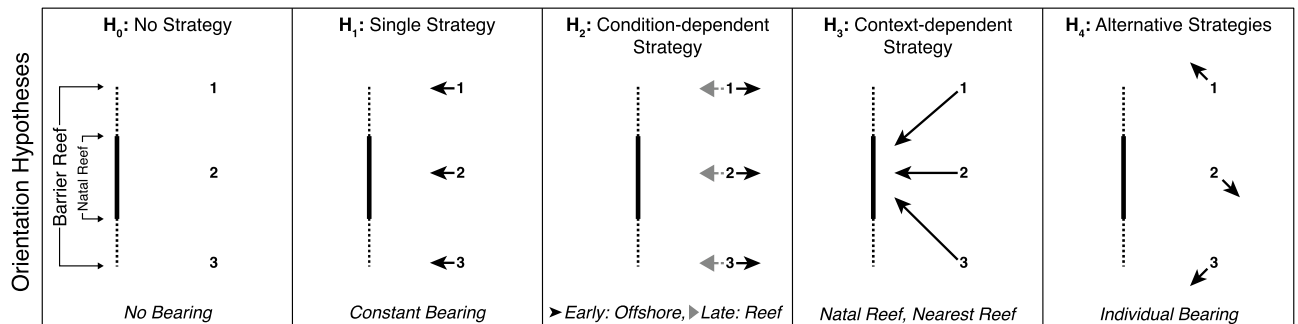 Orientation Hypotheses
H0: No Strategy
Barrier Reef
Natal Reef
1
2
3
No Bearing
H1: Single Strategy
1
2
3
Constant Bearing
H2: Condition-dependent
Strategy
1
2
3
Early: Offshore, Late: Reef
H3: Context-dependent
Strategy
1
2
3
Natal Reef, Nearest Reef
H4: Alternative Strategies
1
2
3
Individual Bearing